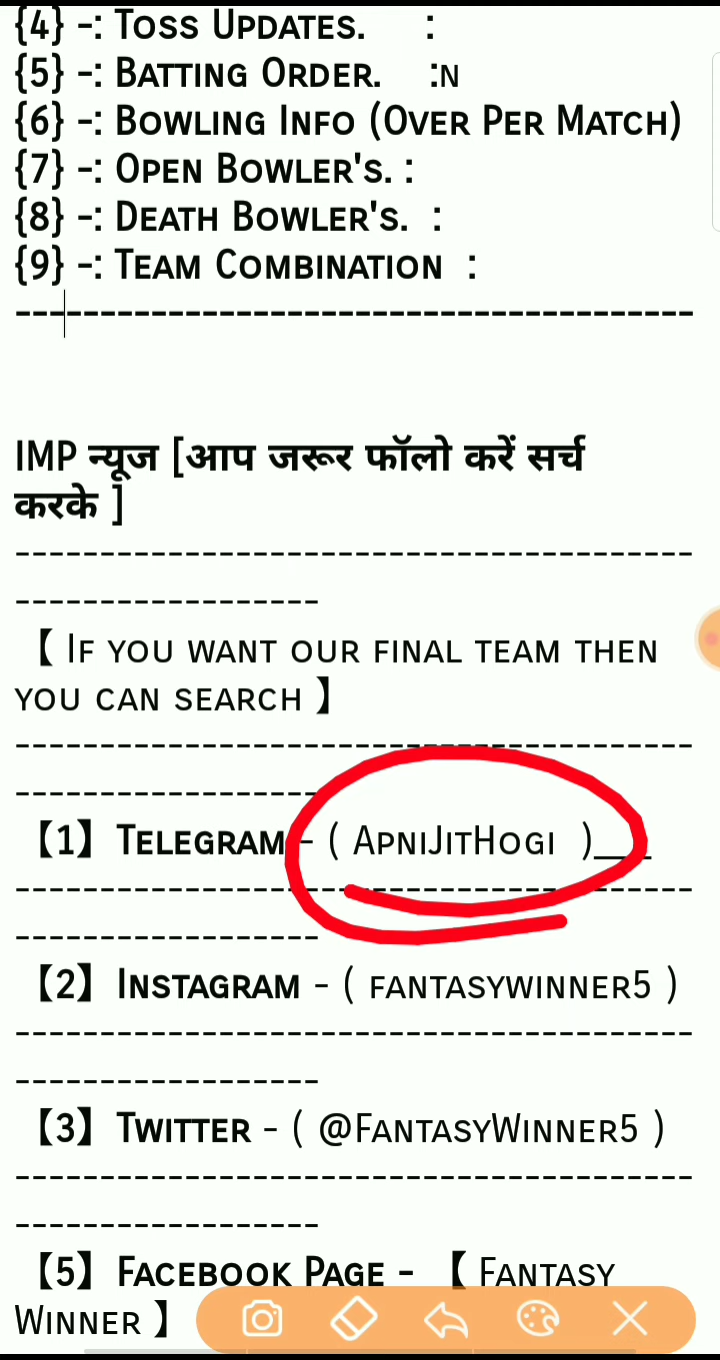 {4} -: Toss Updates. :
{5} -: Batting Order. :n
{6} -: Bowling Info (Over Per Match)
{7} -: Open Bowler's. :
{8} -: Death Bowler's. :
{9} -: Team Combination :
----------------------------------------
IMP न्यूज [आप जरूर फॉलो करें सर्च
करके ]
----------------------------------------
------------------
【 If you want our final team then
you can search 】
----------------------------------------
------------------
【1】 Telegram - ( ApniJitHogi )___
----------------------------------------
------------------
【2】 Instagram - ( fantasywinner5 )
----------------------------------------
------------------
【3】 Twitter - ( @FantasyWinner5 )
----------------------------------------
------------------
【5】 Facebook Page - 【 Fantasy
Winner 】